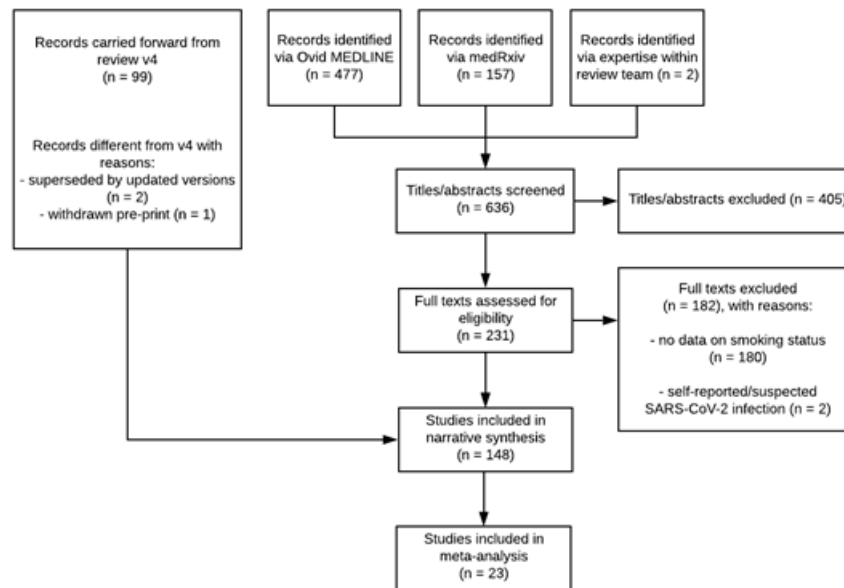 Records carried forward from
review v4
(n = 99)
Records different from v4 with
reasons:
- superseded by updated versions
(n = 2)
- withdrawn pre-print (n = 1)
Records identified
via Ovid MEDLINE
(n = 477)
Records identified
via medRxiv
(n = 157)
Records identified
via expertise within
review team (n = 2)
Titles/abstracts screened
(n = 636)
Titles/abstracts excluded (n = 405)
Full texts assessed for
eligibility
(n = 231)
Full texts excluded
(n = 182), with reasons:
- no data on smoking status
(n = 180)
- self-reported/suspected
SARS-CoV-2 infection (n = 2)
Studies included in
narrative synthesis
(n = 148)
Studies included in
meta-analysis
(n = 23)